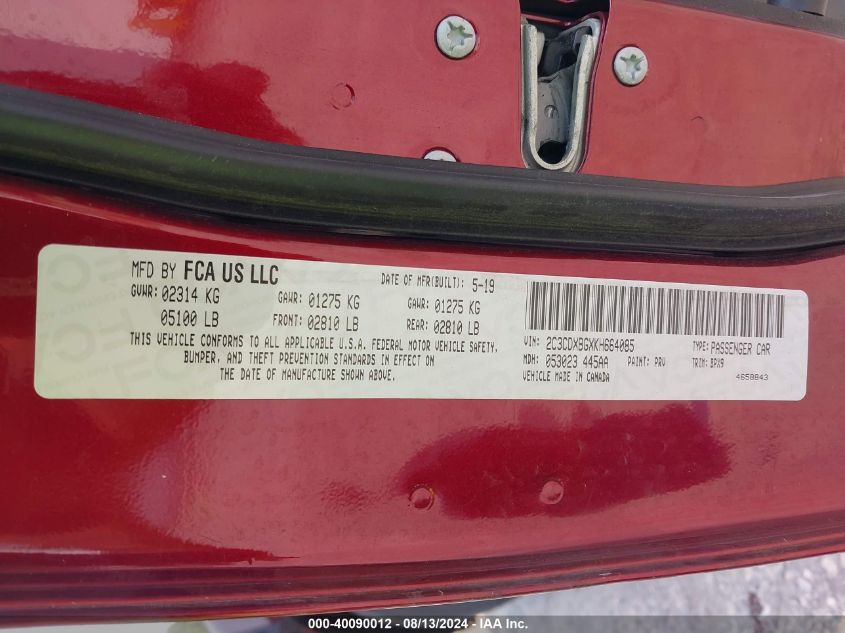 MFD BY FCA US LLC
DATE OF MFR(BUILT): 5-19
GVWR: 02314 KG
GAWR: 01275 KG
GAWR: 01275 KG
05100 LB
FRONT: 02810 LB
REAR: 02810 LB
THIS VEHICLE CONFORMS TO ALL APPLICABLE U.S.A. FEDERAL MOTOR VEHICLE SAFETY,
BUMPER, AND THEFT PREVENTION STANDARDS IN EFFECT ON
THE DATE OF MANUFACTURE SHOWN ABOVE.
VIN: 2C3CDXBGXKH664085
TYPE: PASSENGER CAR
MDH: 053023 445AA
PAINT: PRV
TRIM: BPX9
VEHICLE MADE IN CANADA
4658843
000-40090012 - 08/13/2024 - IAA Inc.